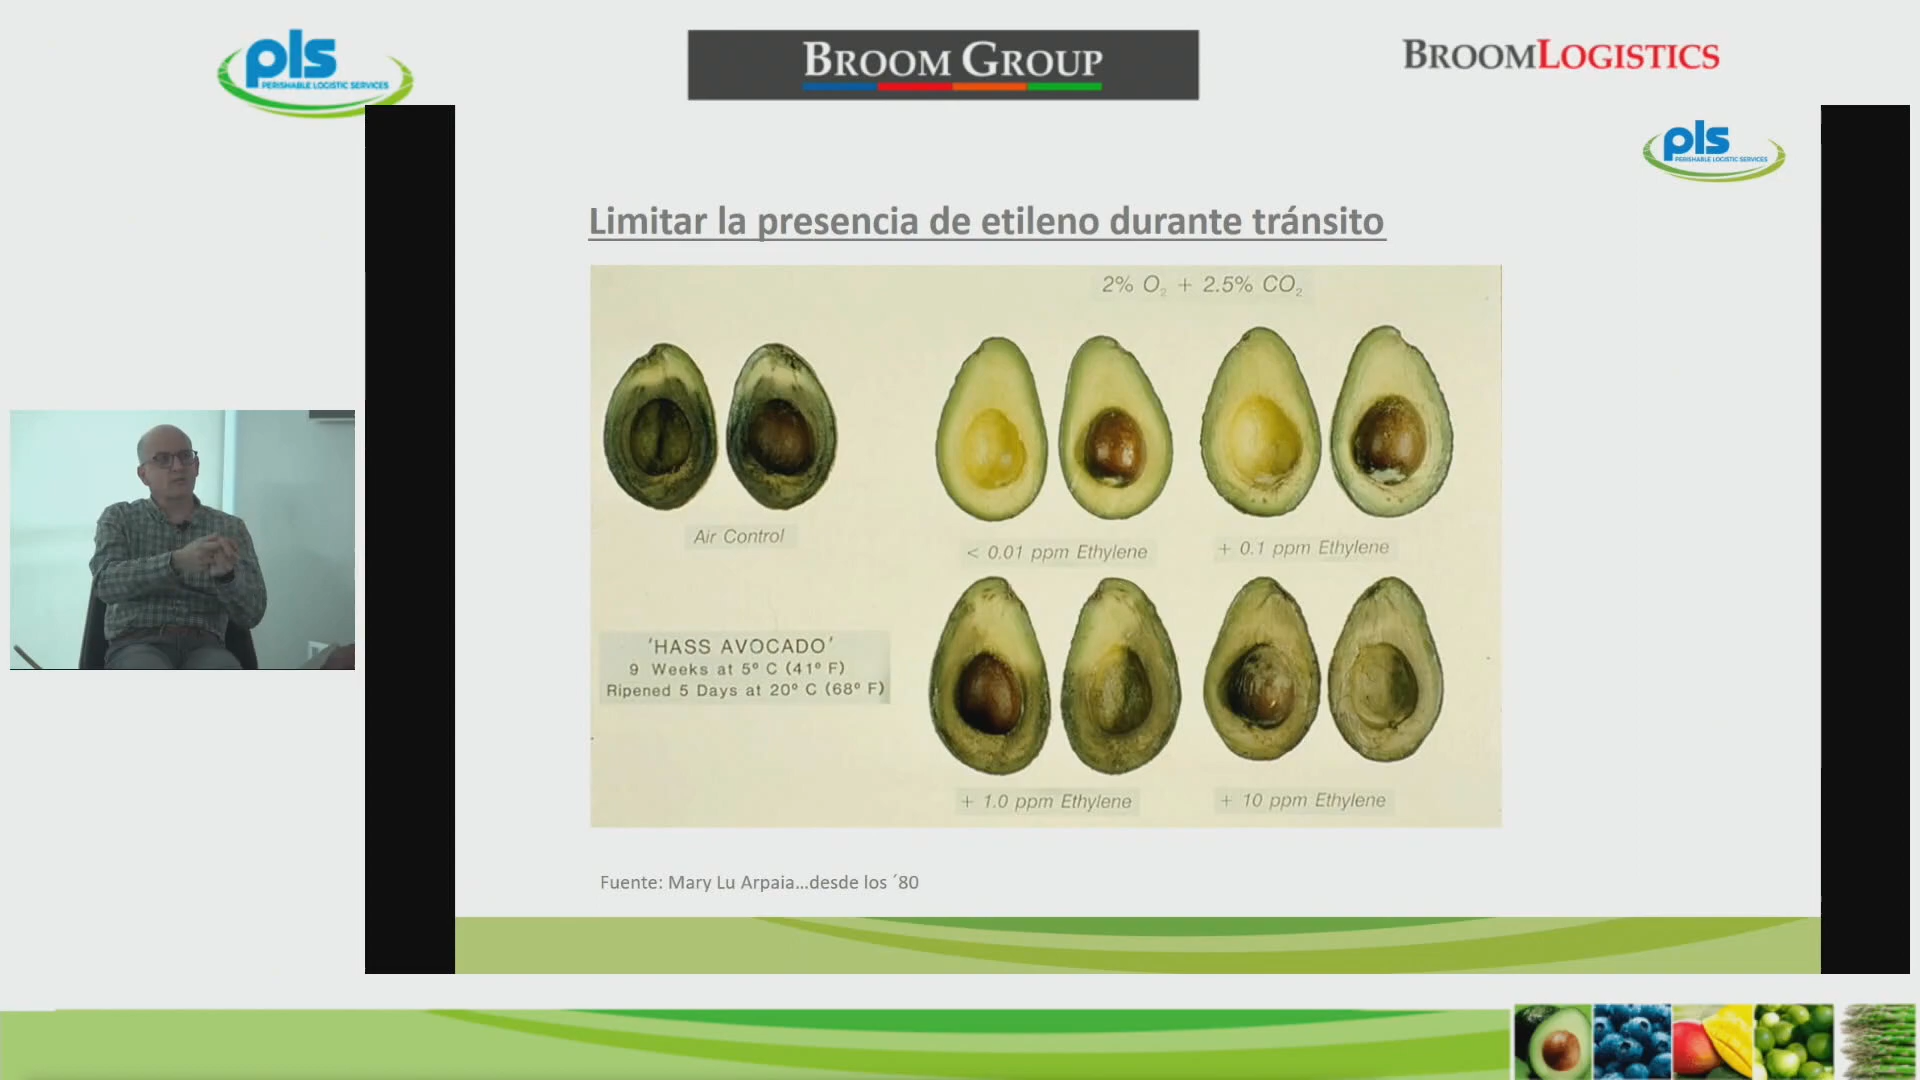 pls
PERISHABLE LOGISTIC SERVICES
BROOM GROUP
BROOMLOGISTICS
pls
PERISHABLE LOGISTIC SERVICES
Limitar la presencia de etileno durante tránsito
2% O₂ + 2.5% CO₂
Air Control
< 0.01 ppm Ethylene
+ 0.1 ppm Ethylene
'HASS AVOCADO'
9 Weeks at 5° C (41° F)
Ripened 5 Days at 20° C (68° F)
+ 1.0 ppm Ethylene
+ 10 ppm Ethylene
Fuente: Mary Lu Arpaia...desde los ´80